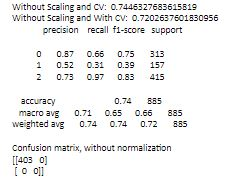 Without Scaling and CV: 0.7446327683615819
Without Scaling and With CV: 0.7202637601830956
precision recall f1-score support
0 0.87 0.66 0.75 313
1 0.52 0.31 0.39 157
2 0.73 0.97 0.83 415
accuracy 0.74 885
macro avg 0.71 0.65 0.66 885
weighted avg 0.74 0.74 0.72 885
Confusion matrix, without normalization
[[403 0]
[ 0 0]]